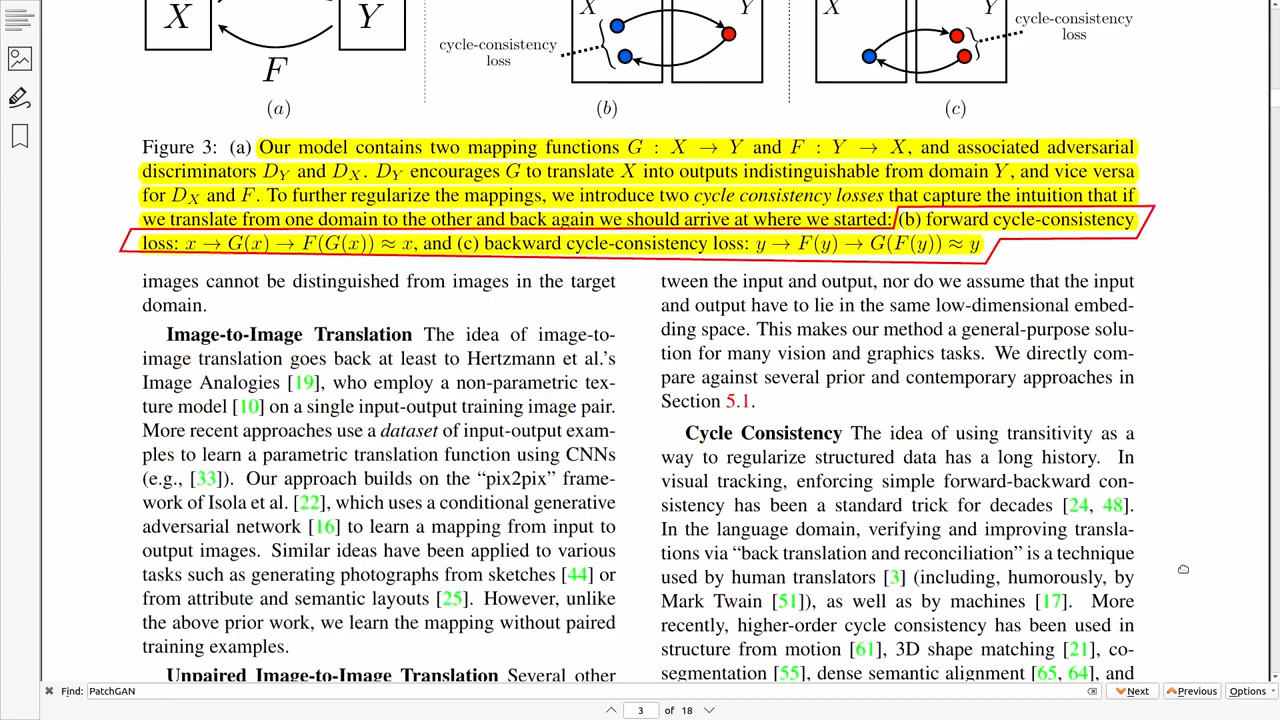 X
Y
F
X
Y
cycle-consistency
loss
X
Y
cycle-consistency
loss
(a)
(b)
(c)
Figure 3: (a) Our model contains two mapping functions G : X → Y and F : Y → X, and associated adversarial
discriminators D_Y and D_X. D_Y encourages G to translate X into outputs indistinguishable from domain Y, and vice versa
for D_X and F. To further regularize the mappings, we introduce two cycle consistency losses that capture the intuition that if
we translate from one domain to the other and back again we should arrive at where we started: (b) forward cycle-consistency
loss: x → G(x) → F(G(x)) ≈ x, and (c) backward cycle-consistency loss: y → F(y) → G(F(y)) ≈ y
images cannot be distinguished from images in the target
domain.
Image-to-Image Translation The idea of image-to-
image translation goes back at least to Hertzmann et al.'s
Image Analogies [19], who employ a non-parametric tex-
ture model [10] on a single input-output training image pair.
More recent approaches use a dataset of input-output exam-
ples to learn a parametric translation function using CNNs
(e.g., [33]). Our approach builds on the “pix2pix” frame-
work of Isola et al. [22], which uses a conditional generative
adversarial network [16] to learn a mapping from input to
output images. Similar ideas have been applied to various
tasks such as generating photographs from sketches [44] or
from attribute and semantic layouts [25]. However, unlike
the above prior work, we learn the mapping without paired
training examples.
Unpaired Image-to-Image Translation Several other
tween the input and output, nor do we assume that the input
and output have to lie in the same low-dimensional embed-
ding space. This makes our method a general-purpose solu-
tion for many vision and graphics tasks. We directly com-
pare against several prior and contemporary approaches in
Section 5.1.
Cycle Consistency The idea of using transitivity as a
way to regularize structured data has a long history. In
visual tracking, enforcing simple forward-backward con-
sistency has been a standard trick for decades [24, 48].
In the language domain, verifying and improving transla-
tions via “back translation and reconciliation” is a technique
used by human translators [3] (including, humorously, by
Mark Twain [51]), as well as by machines [17]. More
recently, higher-order cycle consistency has been used in
structure from motion [61], 3D shape matching [21], co-
segmentation [55], dense semantic alignment [65, 64], and
Find: PatchGAN
Next
Previous
Options
3 of 18